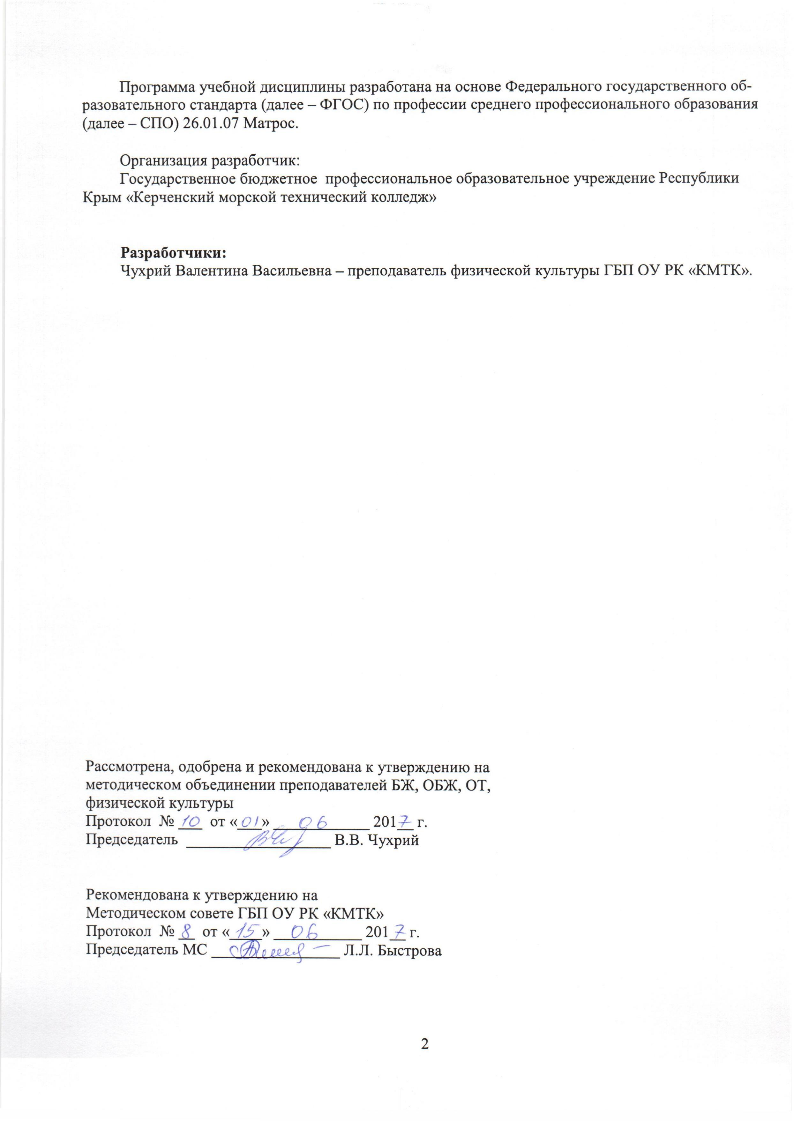 Программа учебной дисциплины разработана на основе Федерального государственного об-
разовательного стандарта (далее – ФГОС) по профессии среднего профессионального образования
(далее – СПО) 26.01.07 Матрос.
Организация разработчик:
Государственное бюджетное профессиональное образовательное учреждение Республики
Крым «Керченский морской технический колледж»
Разработчики:
Чухрий Валентина Васильевна – преподаватель физической культуры ГБП ОУ РК «КМТК».
Рассмотрена, одобрена и рекомендована к утверждению на
методическом объединении преподавателей БЖ, ОБЖ, ОТ,
физической культуры
Протокол № 10 от «01» 06 2017 г.
Председатель В.В. Чухрий
Рекомендована к утверждению на
Методическом совете ГБП ОУ РК «КМТК»
Протокол № 8 от «15» 06 2017 г.
Председатель МС Л.Л. Быстрова
2